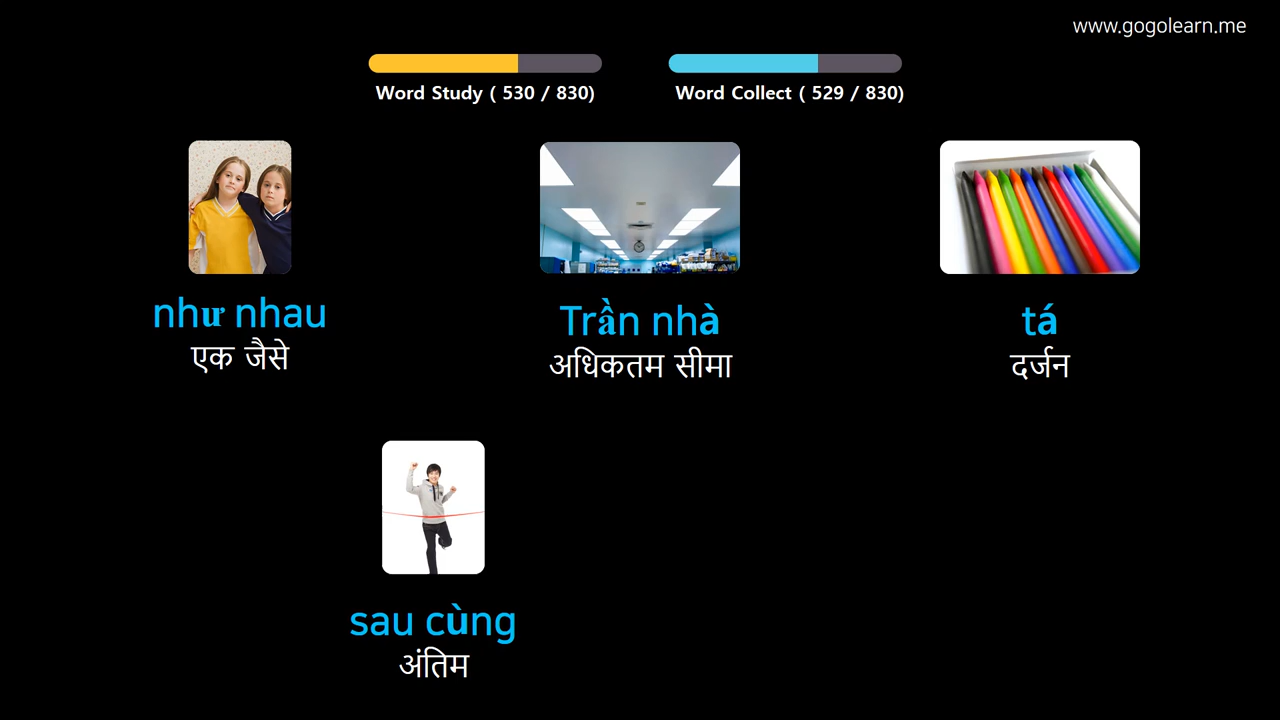 www.gogolearn.me
Word Study ( 530 / 830)
Word Collect ( 529 / 830)
như nhau
एक जैसे
Trần nhà
अधिकतम सीमा
tá
दर्जन
sau cùng
अंतिम